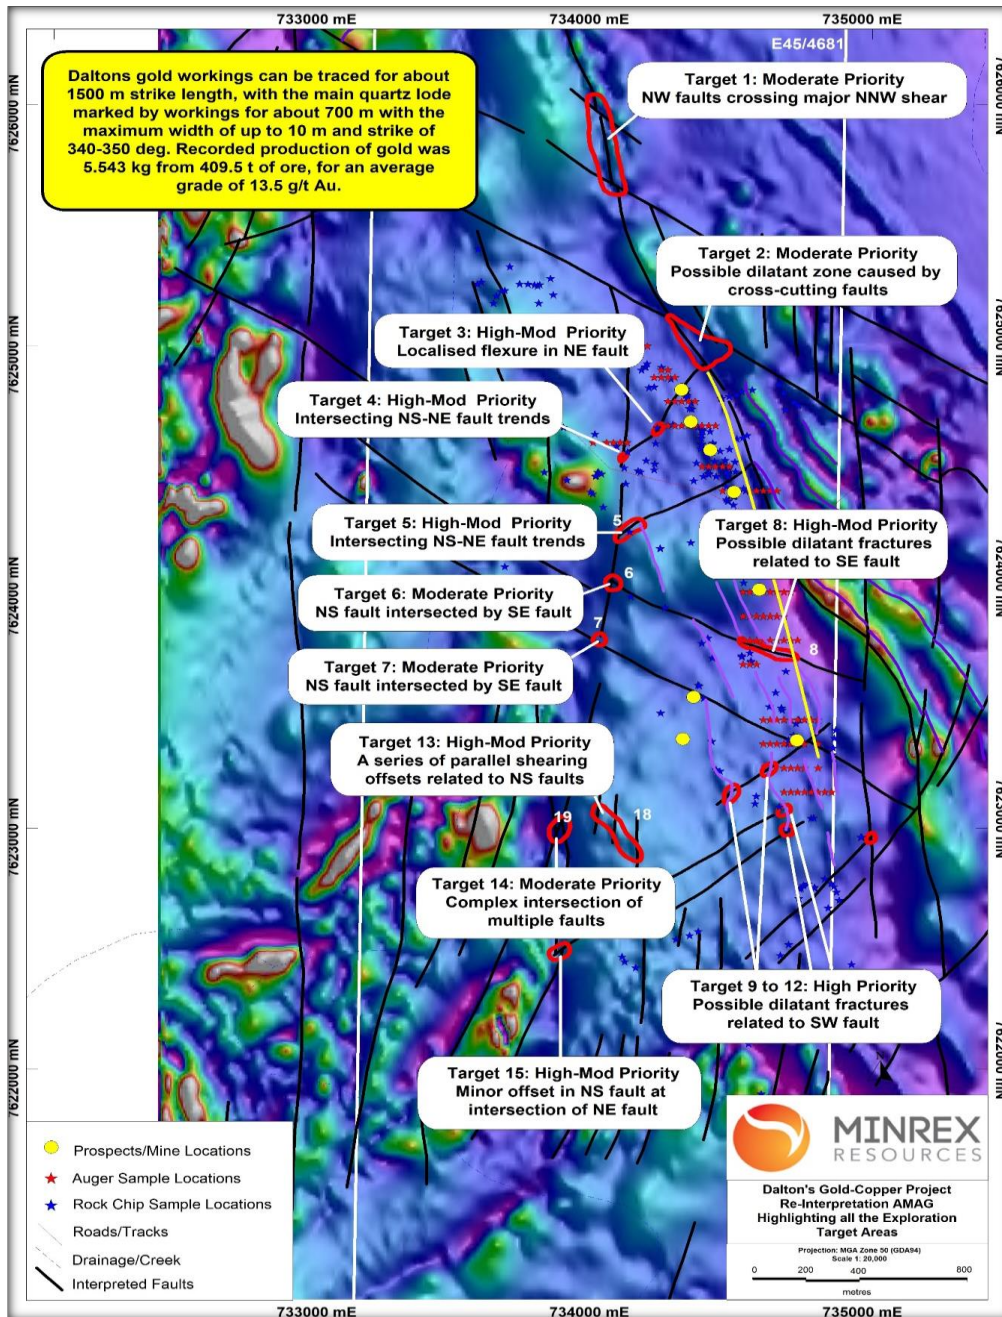 733000 mE
734000 mE
735000 mE
E45/4681
7626000 mN
7625000 mN
7624000 mN
7623000 mN
7622000 mN
7626000 mN
7625000 mN
7624000 mN
7623000 mN
7622000 mN
Daltons gold workings can be traced for about
1500 m strike length, with the main quartz lode
marked by workings for about 700 m with the
maximum width of up to 10 m and strike of
340-350 deg. Recorded production of gold was
5.543 kg from 409.5 t of ore, for an average
grade of 13.5 g/t Au.
Target 1: Moderate Priority
NW faults crossing major NNW shear
Target 2: Moderate Priority
Possible dilatant zone caused by
cross-cutting faults
Target 3: High-Mod Priority
Localised flexure in NE fault
Target 4: High-Mod Priority
Intersecting NS-NE fault trends
Target 5: High-Mod Priority
Intersecting NS-NE fault trends
5
Target 8: High-Mod Priority
Possible dilatant fractures
related to SE fault
Target 6: Moderate Priority
NS fault intersected by SE fault
6
7
8
Target 7: Moderate Priority
NS fault intersected by SE fault
Target 13: High-Mod Priority
A series of parallel shearing
offsets related to NS faults
19
18
Target 14: Moderate Priority
Complex intersection of
multiple faults
Target 9 to 12: High Priority
Possible dilatant fractures
related to SW fault
Target 15: High-Mod Priority
Minor offset in NS fault at
intersection of NE fault
Prospects/Mine Locations
Auger Sample Locations
Rock Chip Sample Locations
Roads/Tracks
Drainage/Creek
Interpreted Faults
MINREX
RESOURCES
Dalton's Gold-Copper Project
Re-Interpretation AMAG
Highlighting all the Exploration
Target Areas
Projection: MGA Zone 50 (GDA94)
Scale 1: 20,000
0 200 400 800
metres
733000 mE
734000 mE
735000 mE